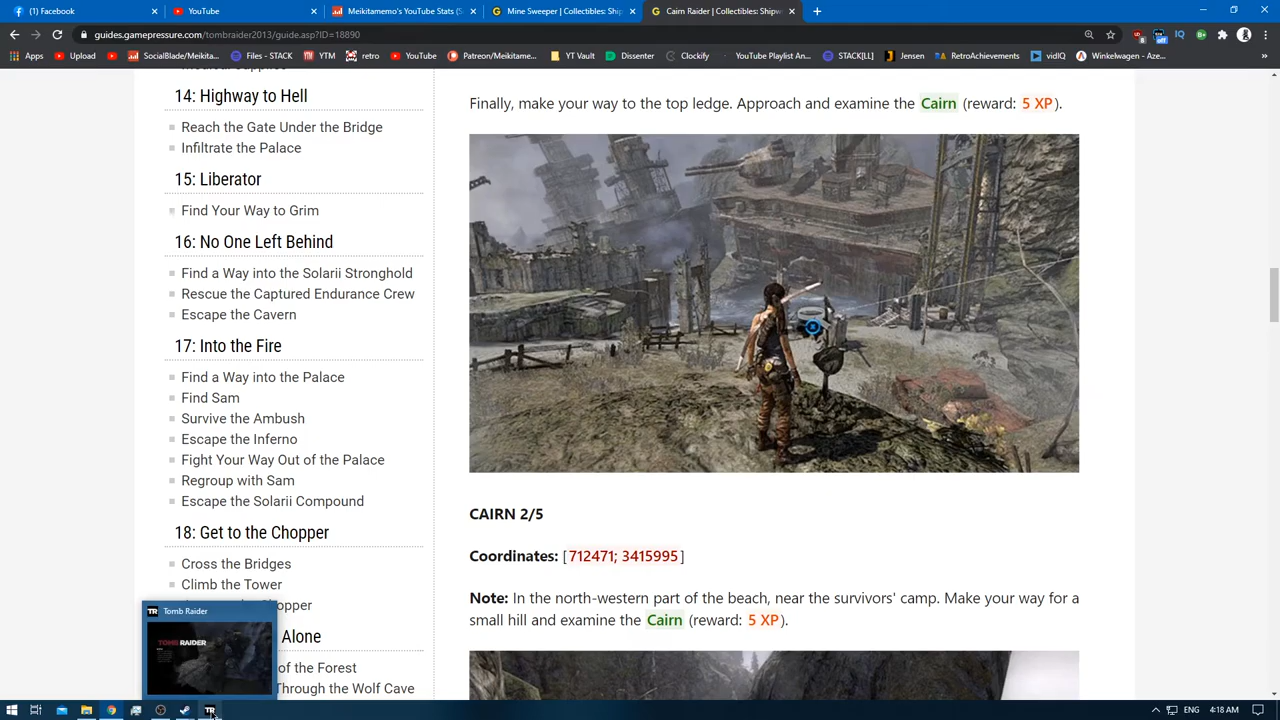 (1) Facebook
YouTube
Meikitamemo's YouTube Stats (S
Mine Sweeper | Collectibles: Ship
Cairn Raider | Collectibles: Shipw
guides.gamepressure.com/tombraider2013/guide.asp?ID=18890
Apps
Upload
SocialBlade/Meikita...
Files - STACK
YTM
retro
YouTube
Patreon/Meikitame...
YT Vault
Dissenter
Clockify
YouTube Playlist An...
STACK[LL]
Jensen
RetroAchievements
vidIQ
Winkelwagen - Aze...
»
14: Highway to Hell
Reach the Gate Under the Bridge
Infiltrate the Palace
15: Liberator
Find Your Way to Grim
16: No One Left Behind
Find a Way into the Solarii Stronghold
Rescue the Captured Endurance Crew
Escape the Cavern
17: Into the Fire
Find a Way into the Palace
Find Sam
Survive the Ambush
Escape the Inferno
Fight Your Way Out of the Palace
Regroup with Sam
Escape the Solarii Compound
18: Get to the Chopper
Cross the Bridges
Climb the Tower
hopper
Alone
of the Forest
Through the Wolf Cave
Finally, make your way to the top ledge. Approach and examine the Cairn (reward: 5 XP).
CAIRN 2/5
Coordinates: [712471; 3415995]
Note: In the north-western part of the beach, near the survivors' camp. Make your way for a
small hill and examine the Cairn (reward: 5 XP).
TR Tomb Raider
TOMB RAIDER
TR
ENG
4:18 AM